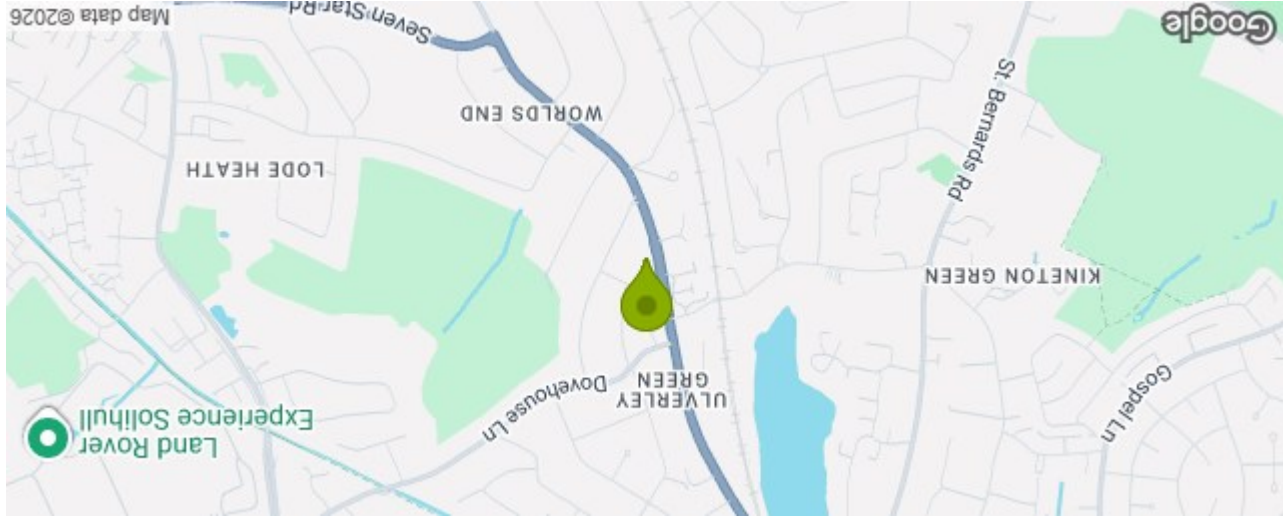 Gospel Ln
Land Rover
Experience Solihull
ULVERLEY
GREEN
Dovehouse Ln
KINETON GREEN
LODE HEATH
St. Bernards Rd
WORLDS END
Seven Star Rd
Google
Map data ©2026